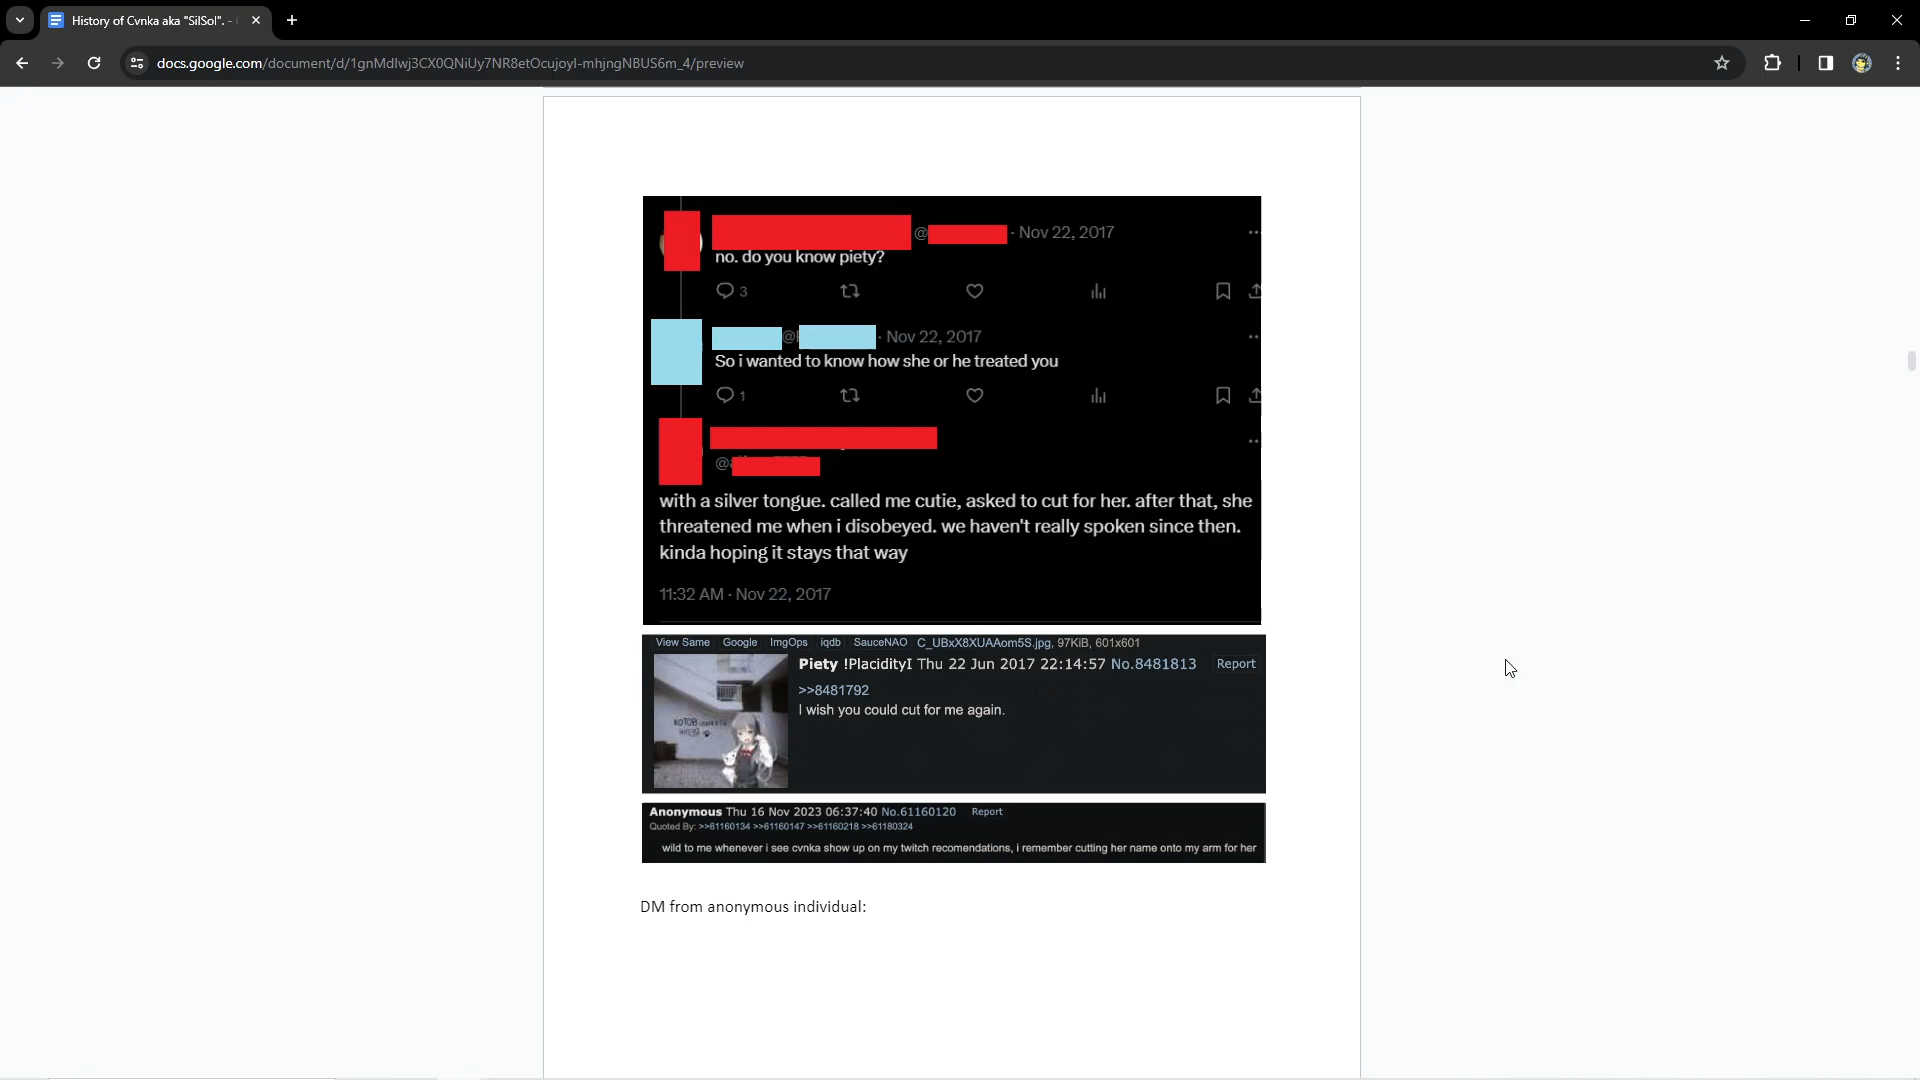 History of Cvnka aka "SilSol". -
docs.google.com/document/d/1gnMdlwj3CX0QNiUy7NR8etOcujoyI-mhjngNBUS6m_4/preview
@ · Nov 22, 2017
no. do you know piety?
3
@ · Nov 22, 2017
So i wanted to know how she or he treated you
1
@
with a silver tongue. called me cutie, asked to cut for her. after that, she
threatened me when i disobeyed. we haven't really spoken since then.
kinda hoping it stays that way
11:32 AM · Nov 22, 2017
View Same Google ImgOps iqdb SauceNAO C_UBxX8XUAAom5S.jpg, 97KiB, 601x601
Piety !PlacidityI Thu 22 Jun 2017 22:14:57 No.8481813 Report
>>8481792
I wish you could cut for me again.
Anonymous Thu 16 Nov 2023 06:37:40 No.61160120 Report
Quoted By: >>61160134 >>61160147 >>61160218 >>61180324
wild to me whenever i see cvnka show up on my twitch recomendations, i remember cutting her name onto my arm for her
DM from anonymous individual: